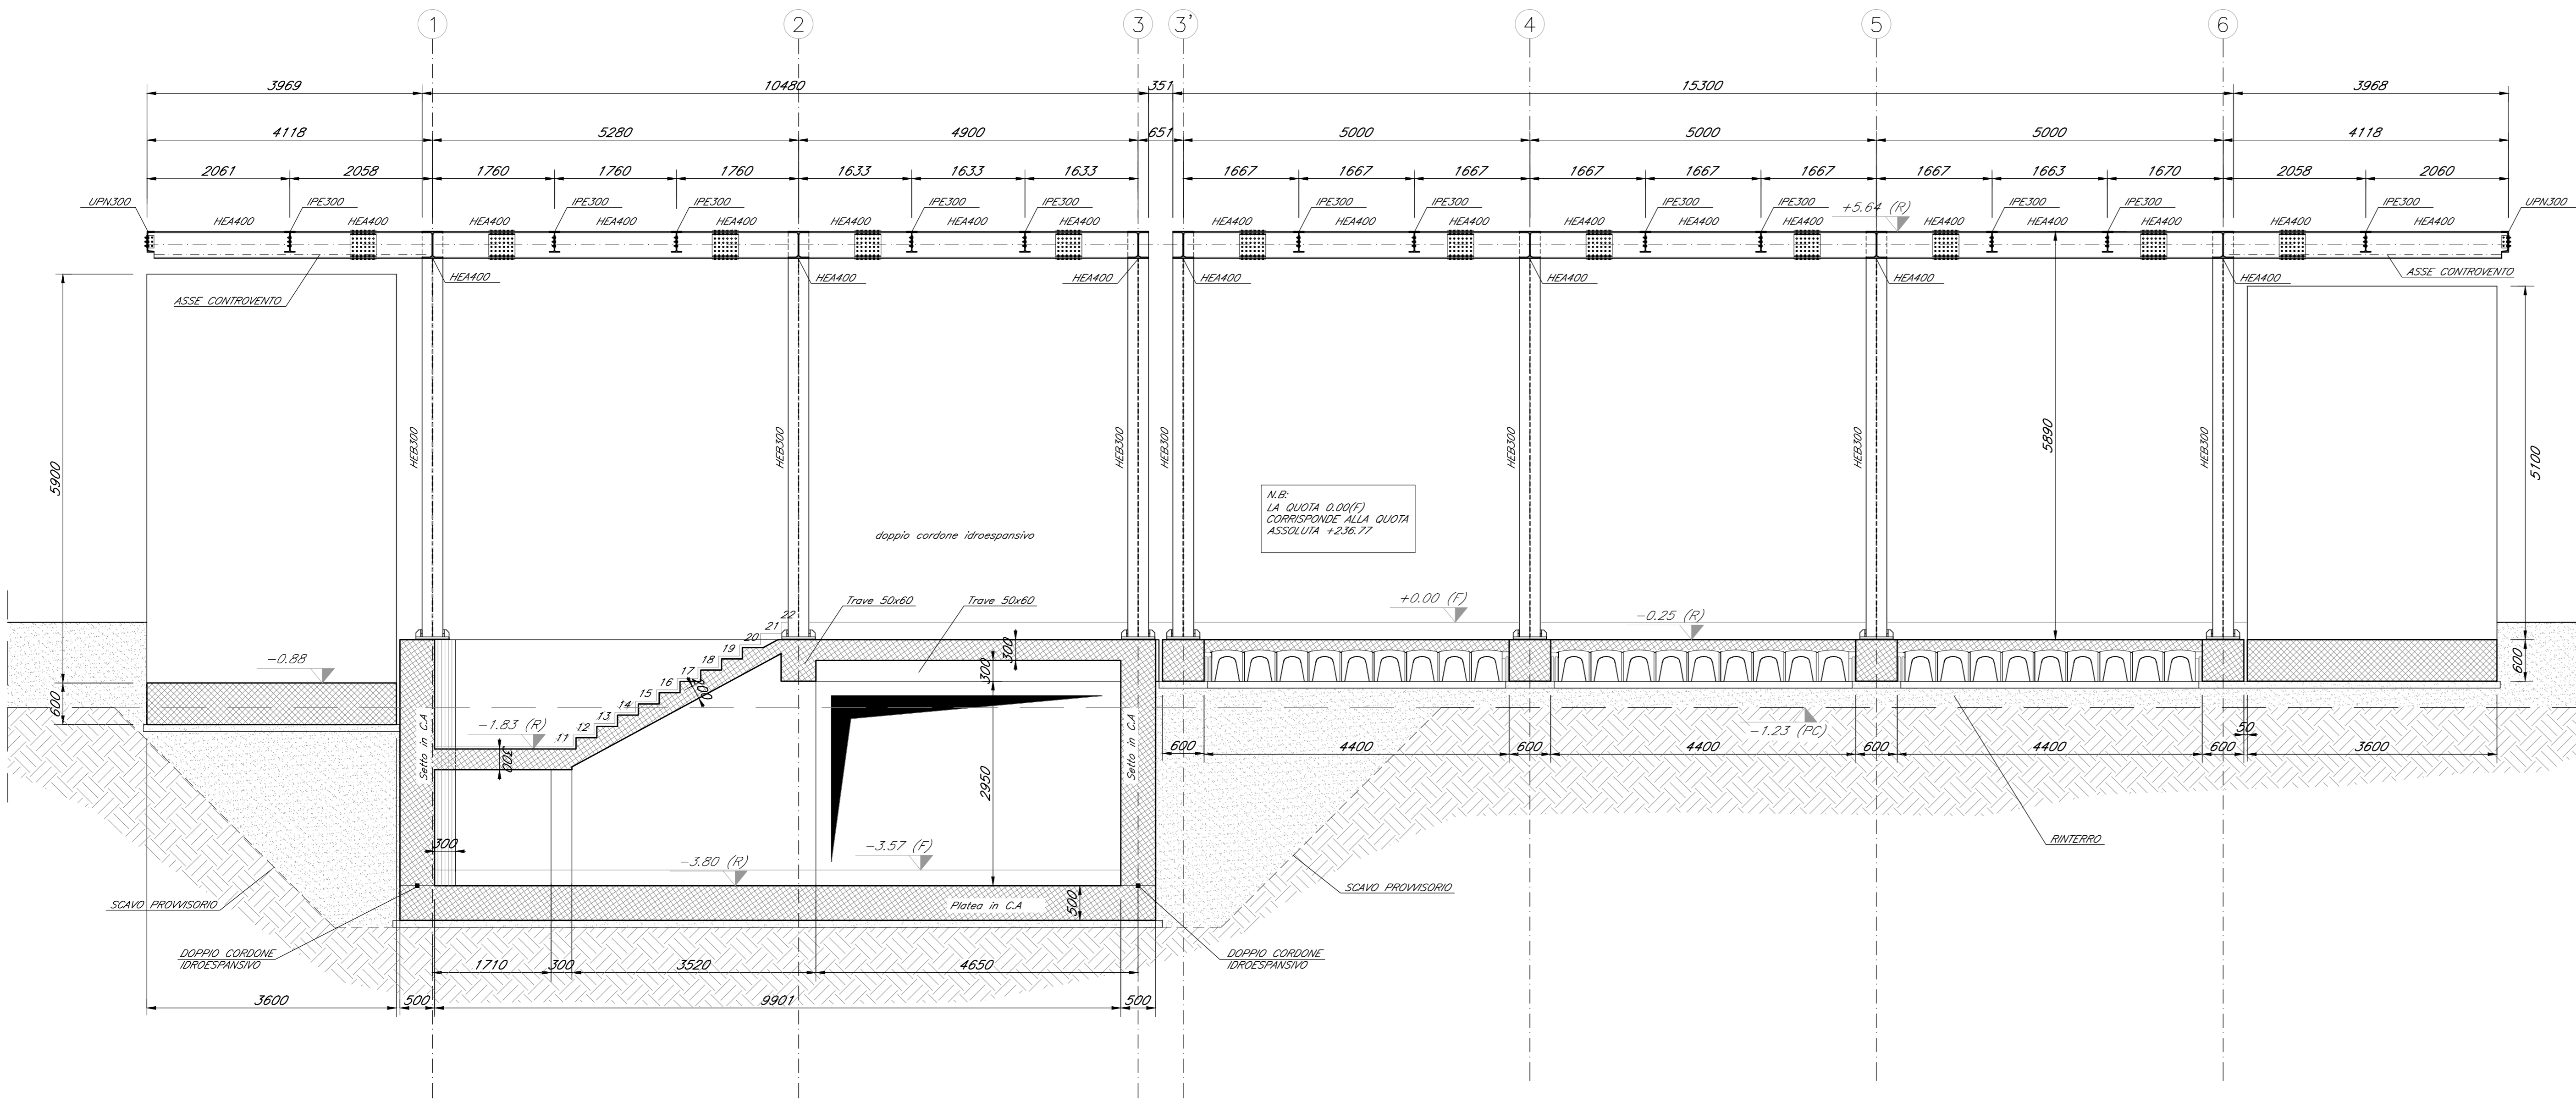 1 2 3 3' 4 5 6
3969 10480 351 15300 3968
4118 5280 4900 651 5000 5000 5000 4118
2061 2058 1760 1760 1760 1633 1633 1633 1667 1667 1667 1667 1667 1667 1667 1663 1670 2058 2060
UPN300 IPE300 IPE300 IPE300 IPE300 IPE300 IPE300 IPE300 IPE300 IPE300 IPE300 IPE300 IPE300 UPN300
+5.64 (R)
HEA400 HEA400 HEA400 HEA400 HEA400 HEA400 HEA400 HEA400 HEA400 HEA400 HEA400 HEA400 HEA400 HEA400 HEA400 HEA400 HEA400 HEA400 HEA400
HEA400 HEA400 HEA400 HEA400 HEA400 HEA400 HEA400
ASSE CONTROVENTO
ASSE CONTROVENTO
HEB300 HEB300 HEB300 HEB300 HEB300 HEB300 HEB300
5900
5890
5100
N.B:
LA QUOTA 0.00(F)
CORRISPONDE ALLA QUOTA
ASSOLUTA +236.77
doppio cordone idroespansivo
Trave 50x60
Trave 50x60
+0.00 (F)
-0.25 (R)
22
21
20
19
18
17
16
15
14
13
12
11
300
300
600
-0.88
600
-1.83 (R)
300
Setto in C.A
Setto in C.A
2950
-1.23 (PC)
50
600 4400 600 4400 600 4400 600 3600
300
-3.57 (F)
-3.80 (R)
RINTERRO
SCAVO PROVVISORIO
SCAVO PROVVISORIO
Platea in C.A
500
DOPPIO CORDONE
IDROESPANSIVO
DOPPIO CORDONE
IDROESPANSIVO
1710 300 3520 4650
3600 500 9901 500